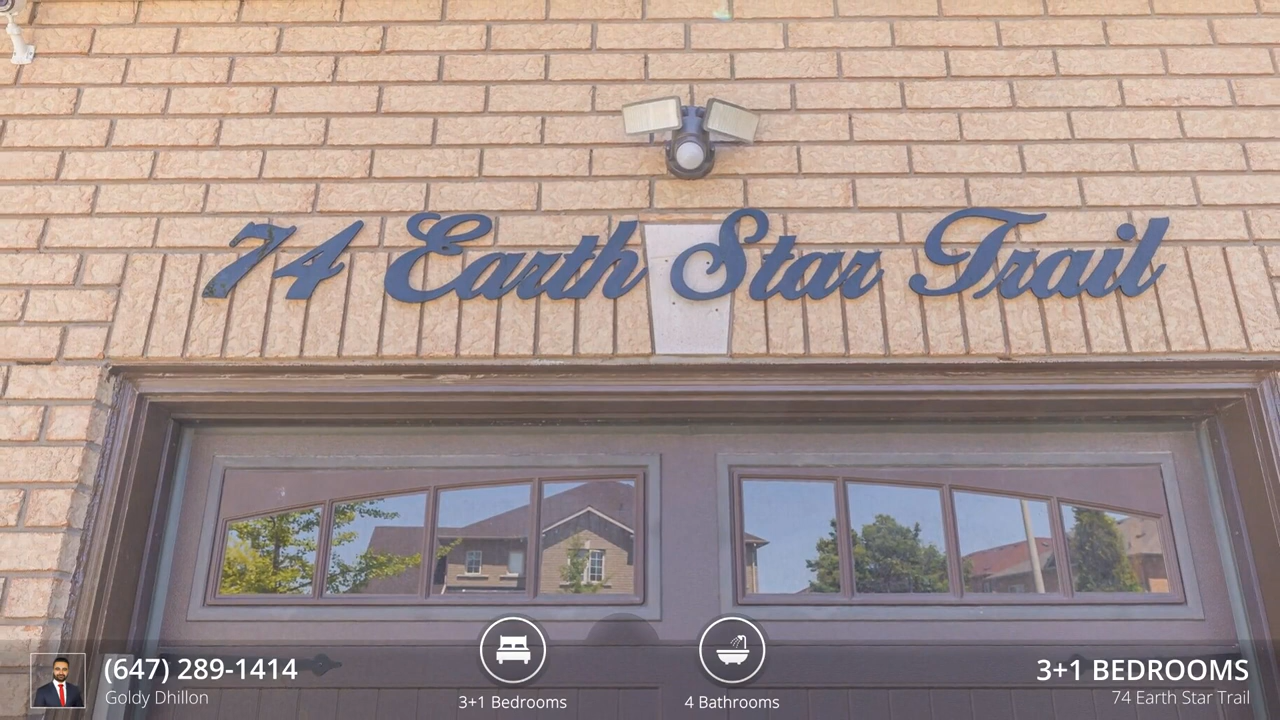 74 Earth Star Trail
(647) 289-1414
Goldy Dhillon
3+1 Bedrooms
4 Bathrooms
3+1 BEDROOMS
74 Earth Star Trail